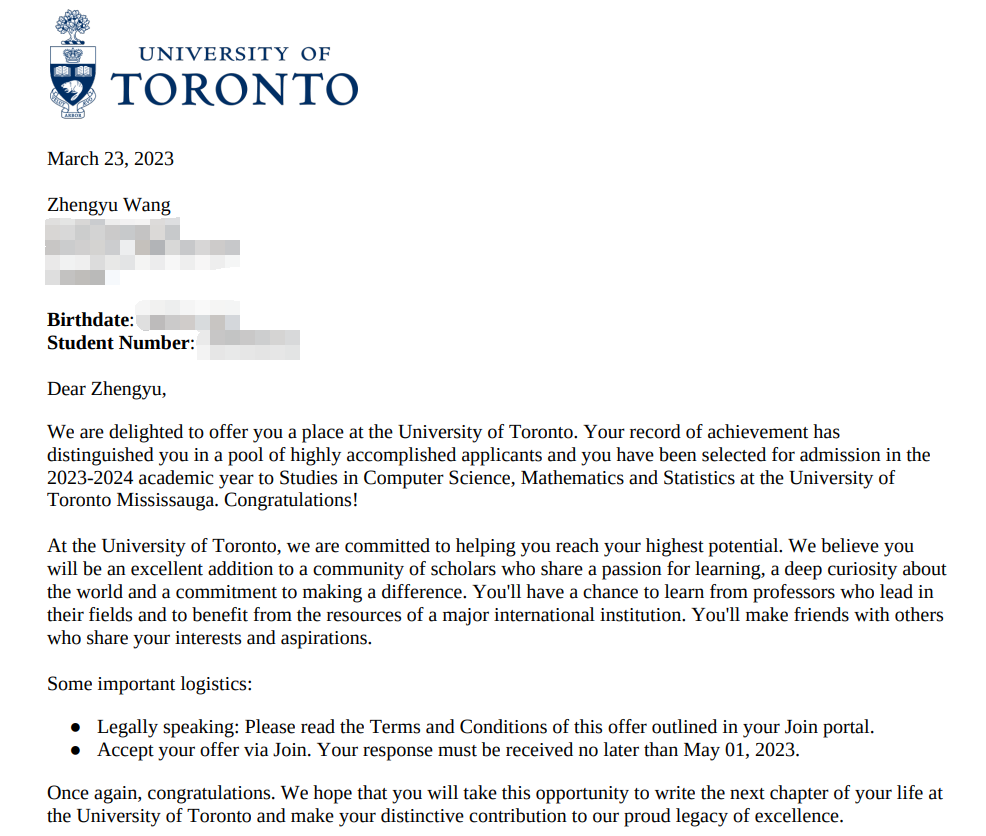 UNIVERSITY OF
TORONTO
ARBOR
March 23, 2023
Zhengyu Wang
Birthdate:
Student Number:
Dear Zhengyu,
We are delighted to offer you a place at the University of Toronto. Your record of achievement has
distinguished you in a pool of highly accomplished applicants and you have been selected for admission in the
2023-2024 academic year to Studies in Computer Science, Mathematics and Statistics at the University of
Toronto Mississauga. Congratulations!
At the University of Toronto, we are committed to helping you reach your highest potential. We believe you
will be an excellent addition to a community of scholars who share a passion for learning, a deep curiosity about
the world and a commitment to making a difference. You'll have a chance to learn from professors who lead in
their fields and to benefit from the resources of a major international institution. You'll make friends with others
who share your interests and aspirations.
Some important logistics:
● Legally speaking: Please read the Terms and Conditions of this offer outlined in your Join portal.
● Accept your offer via Join. Your response must be received no later than May 01, 2023.
Once again, congratulations. We hope that you will take this opportunity to write the next chapter of your life at
the University of Toronto and make your distinctive contribution to our proud legacy of excellence.